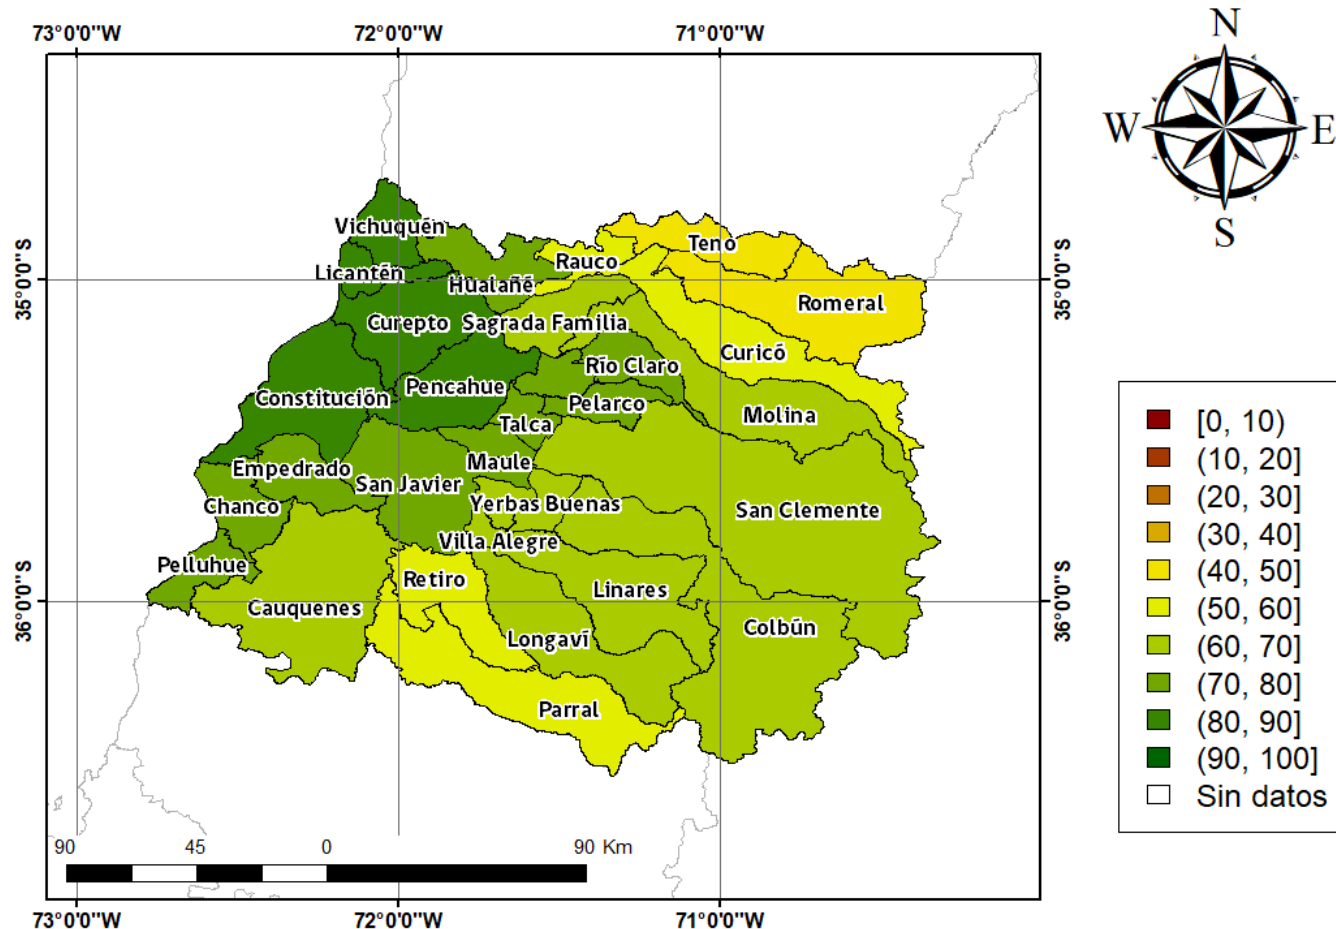 73°0'0"W
72°0'0"W
71°0'0"W
N
W
E
S
35°0'0"S
35°0'0"S
36°0'0"S
36°0'0"S
Vichuquén
Teno
Licantén
Rauco
Hualañé
Romeral
Curepto
Sagrada Familia
Curicó
Río Claro
Pencahue
Constitución
Pelarco
Molina
Talca
Empedrado
Maule
San Javier
Chanco
Yerbas Buenas
San Clemente
Villa Alegre
Pelluhue
Retiro
Linares
Cauquenes
Colbún
Longaví
Parral
90
45
0
90 Km
73°0'0"W
72°0'0"W
71°0'0"W
[0, 10)
(10, 20]
(20, 30]
(30, 40]
(40, 50]
(50, 60]
(60, 70]
(70, 80]
(80, 90]
(90, 100]
Sin datos